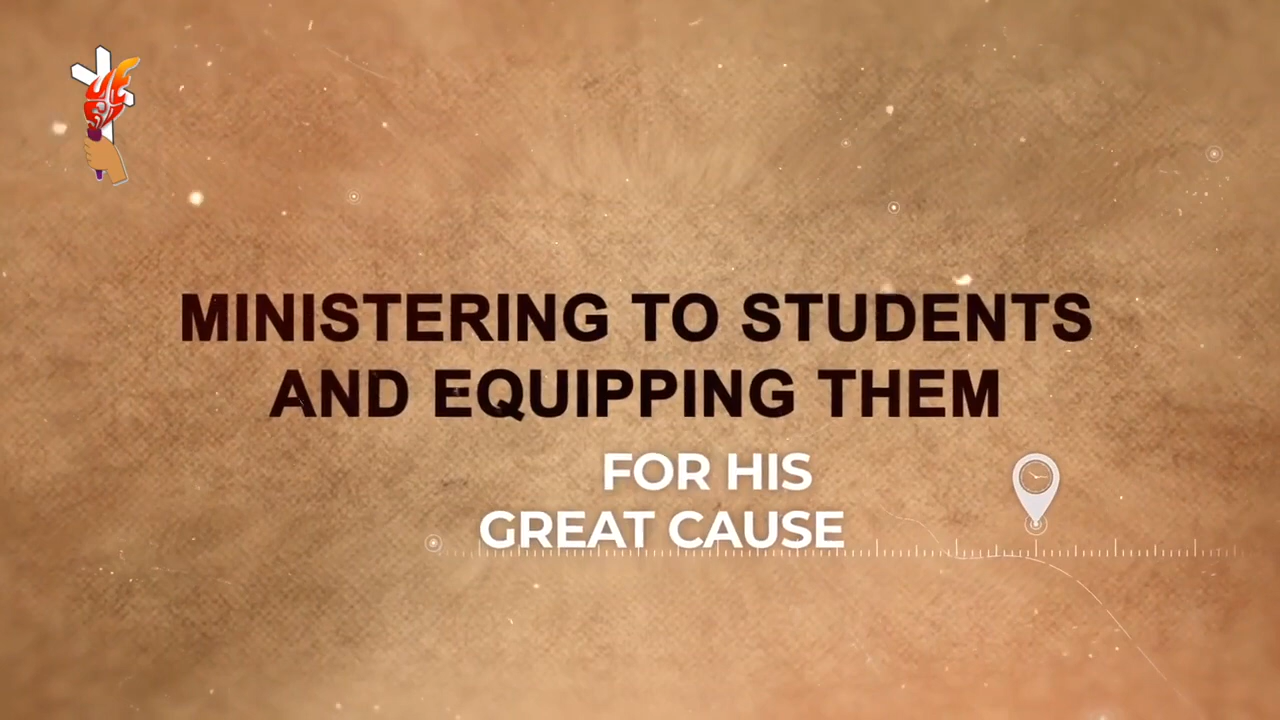 MINISTERING TO STUDENTS
AND EQUIPPING THEM
FOR HIS
GREAT CAUSE